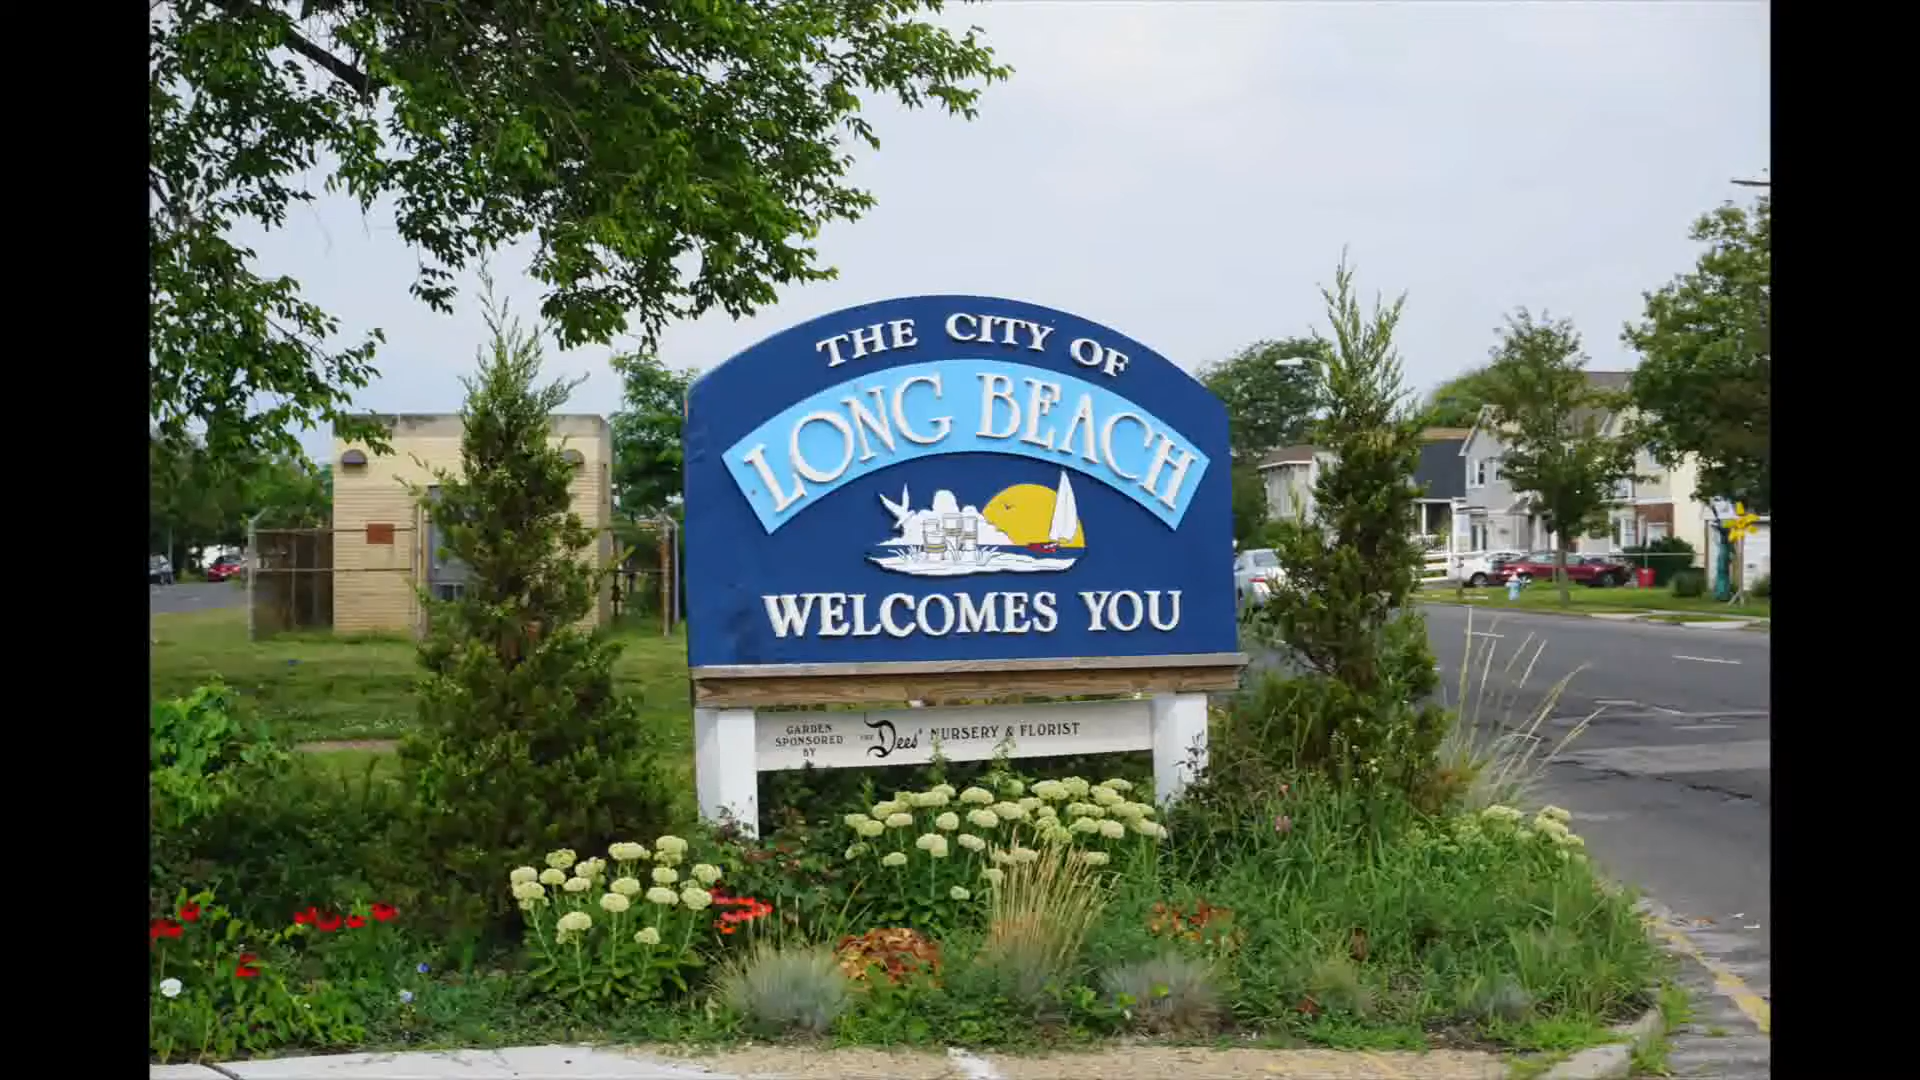 THE CITY OF
LONG BEACH
WELCOMES YOU
GARDEN
SPONSORED
BY
THE Dees' NURSERY & FLORIST